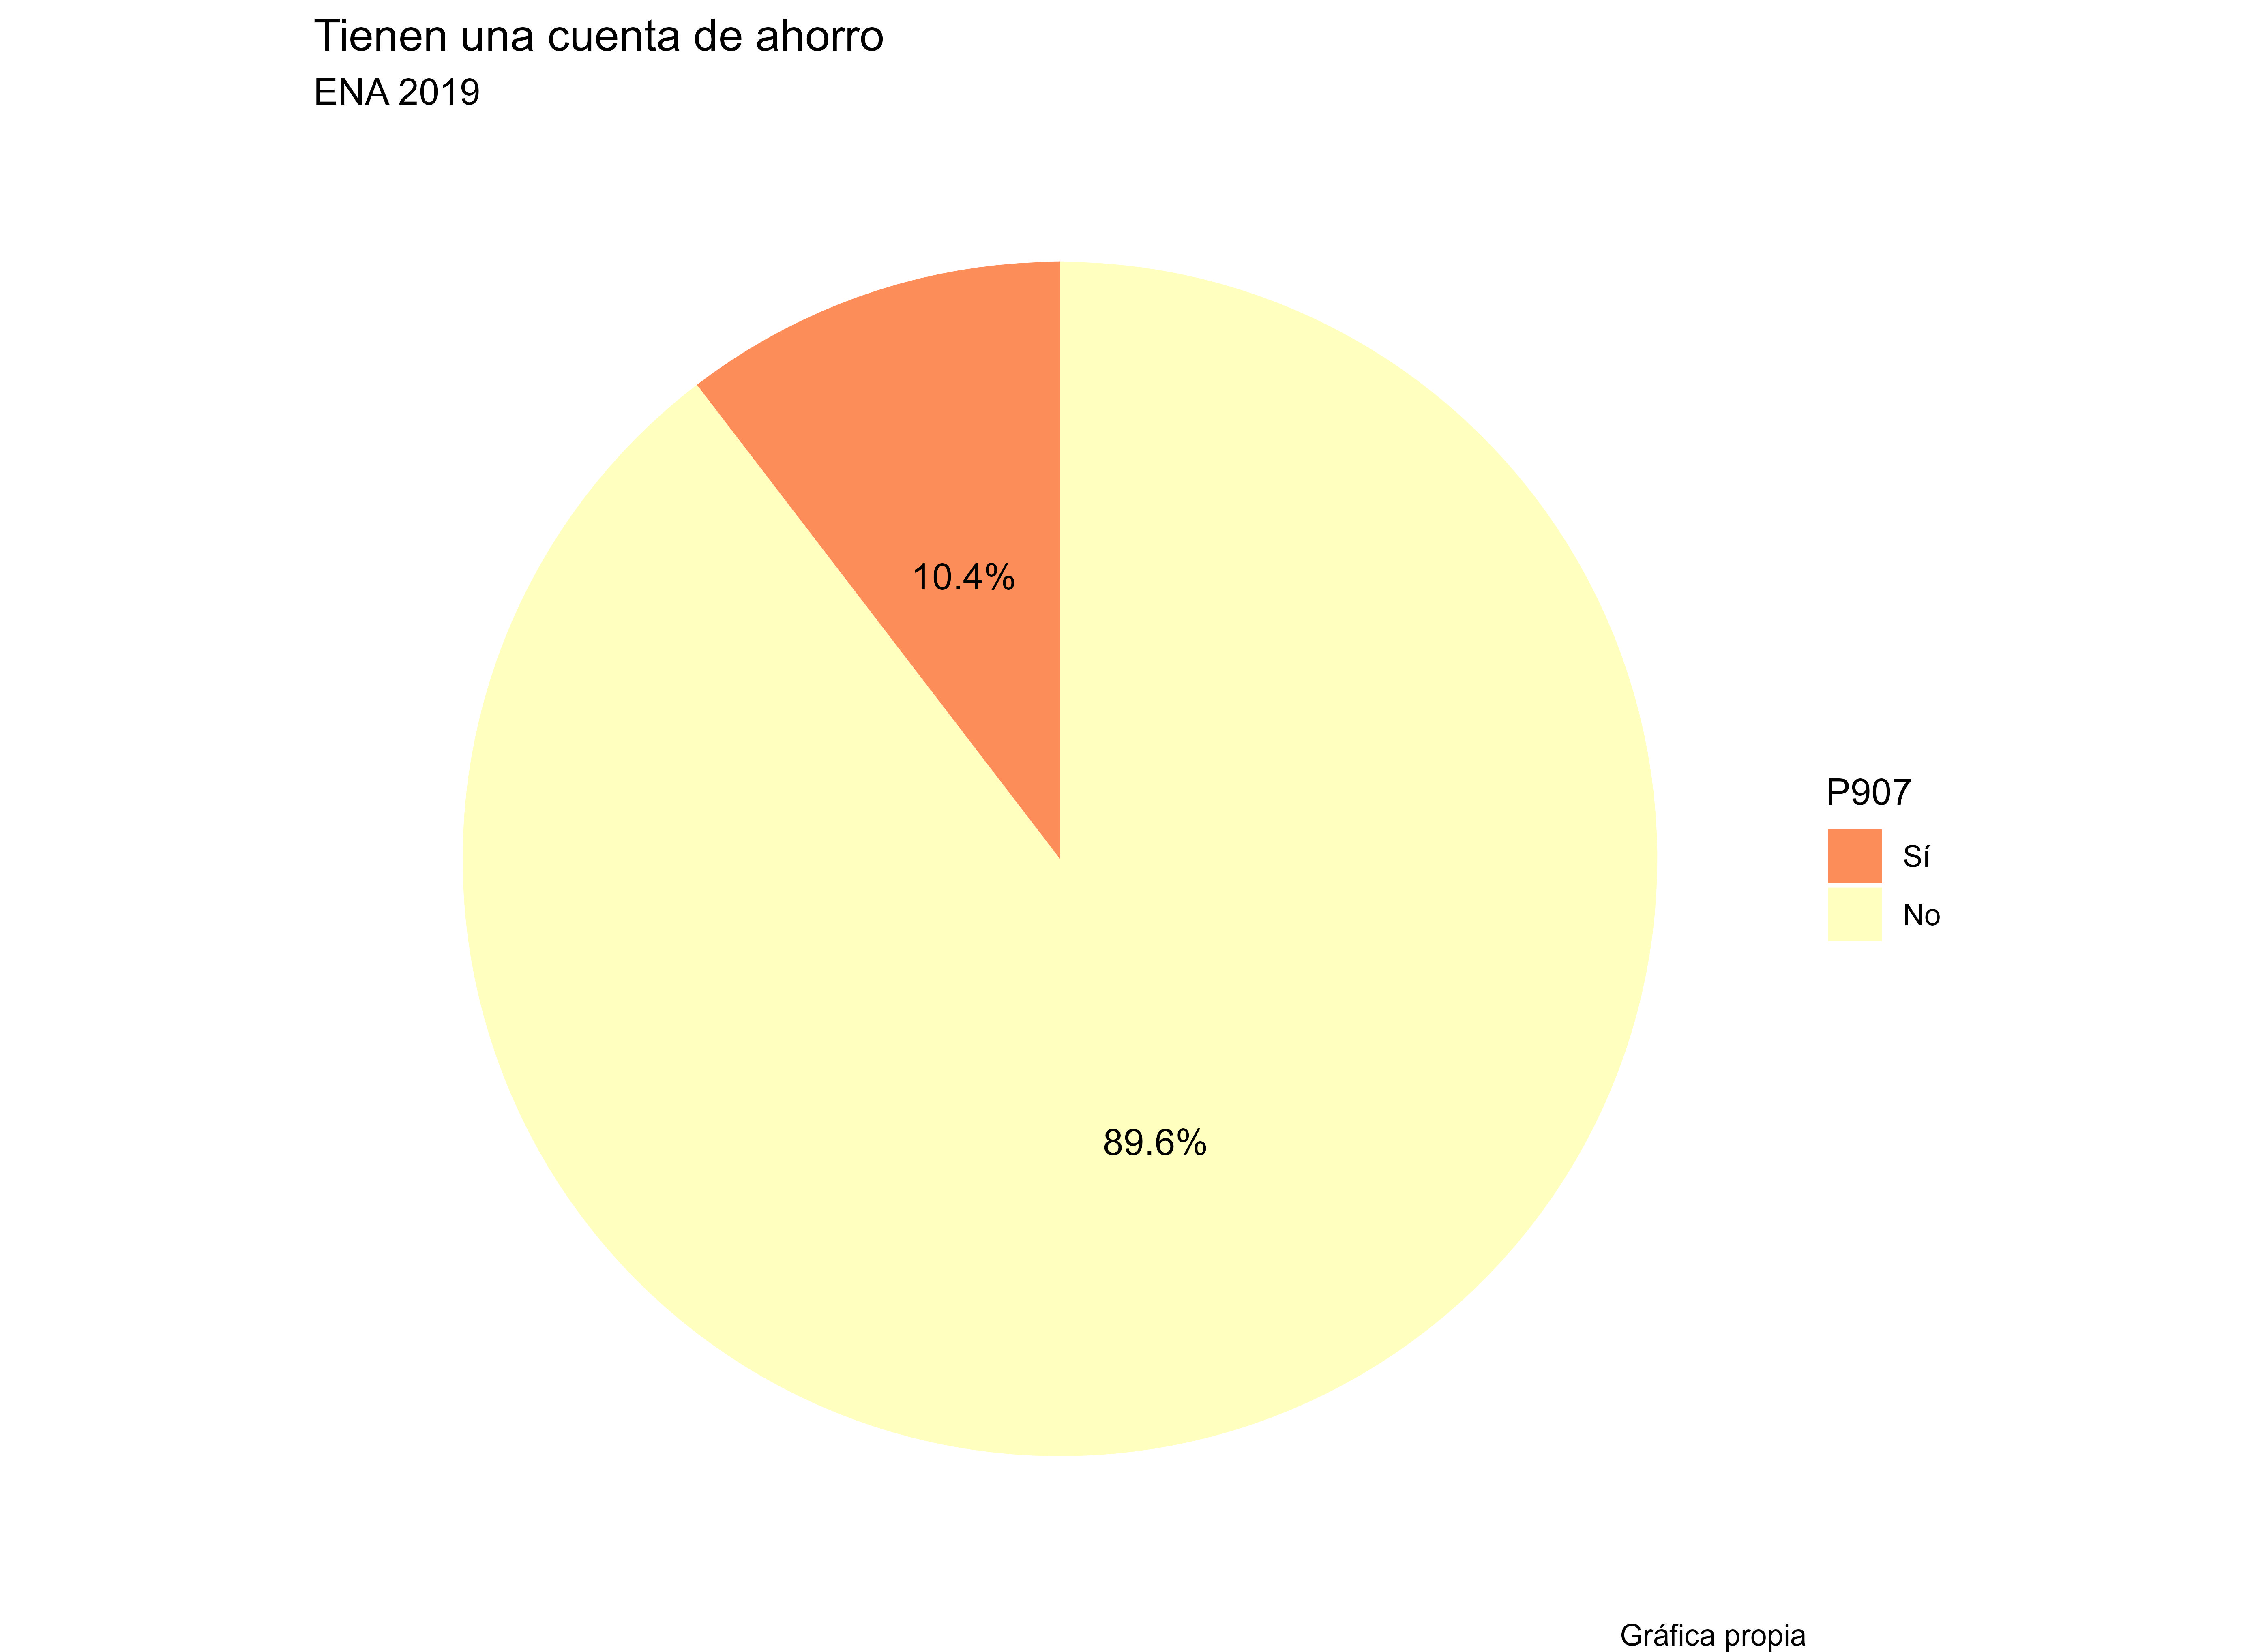 Tienen una cuenta de ahorro
ENA 2019
10.4%
89.6%
P907
Sí
No
Gráfica propia